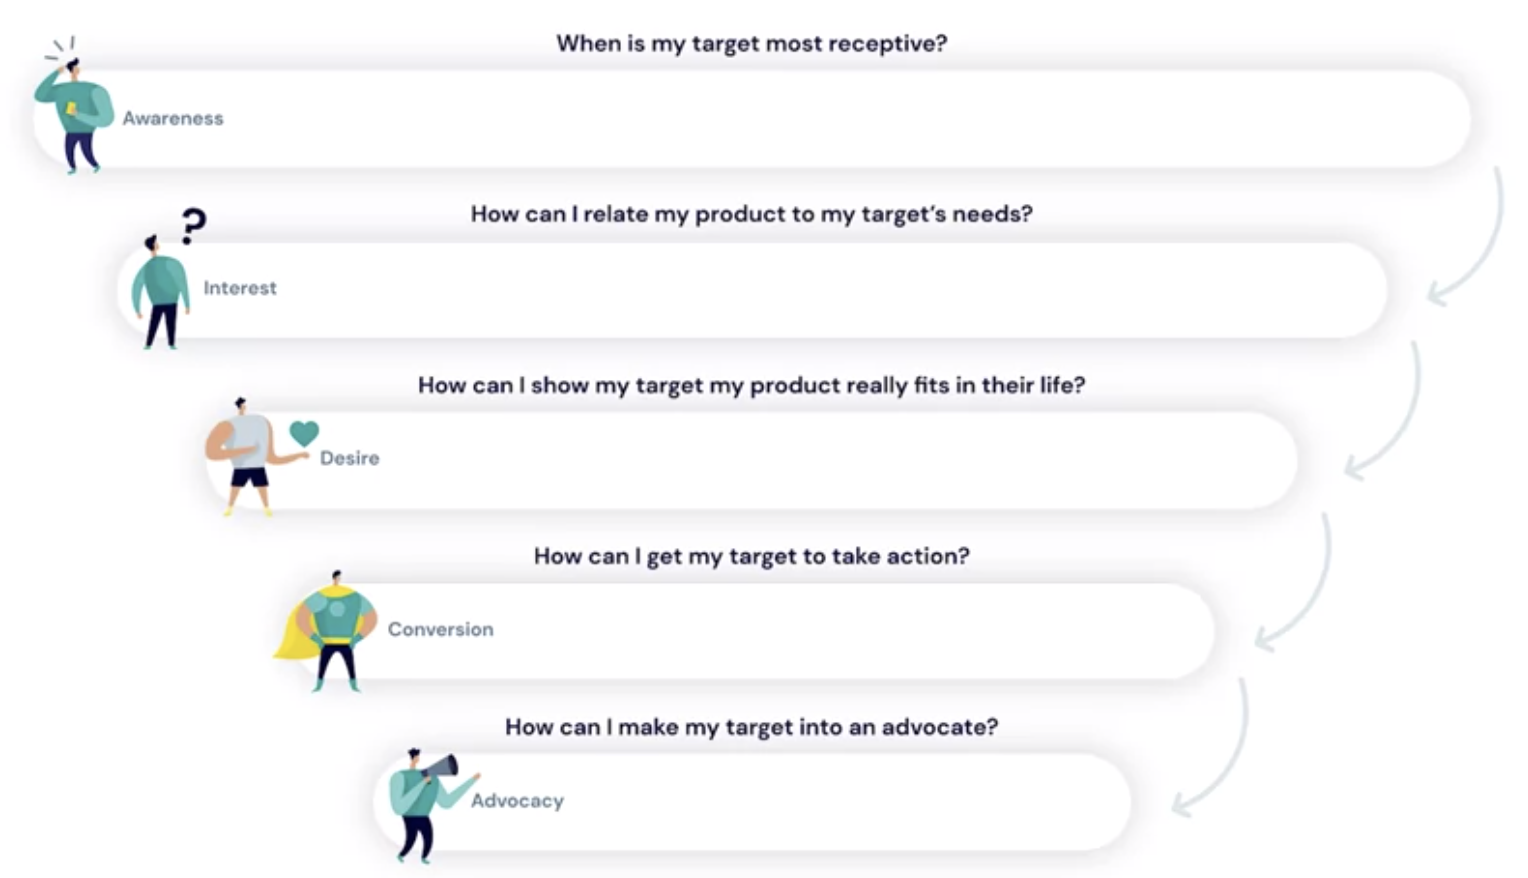 When is my target most receptive?
Awareness
?
How can I relate my product to my target's needs?
Interest
How can I show my target my product really fits in their life?
Desire
How can I get my target to take action?
Conversion
How can I make my target into an advocate?
Advocacy